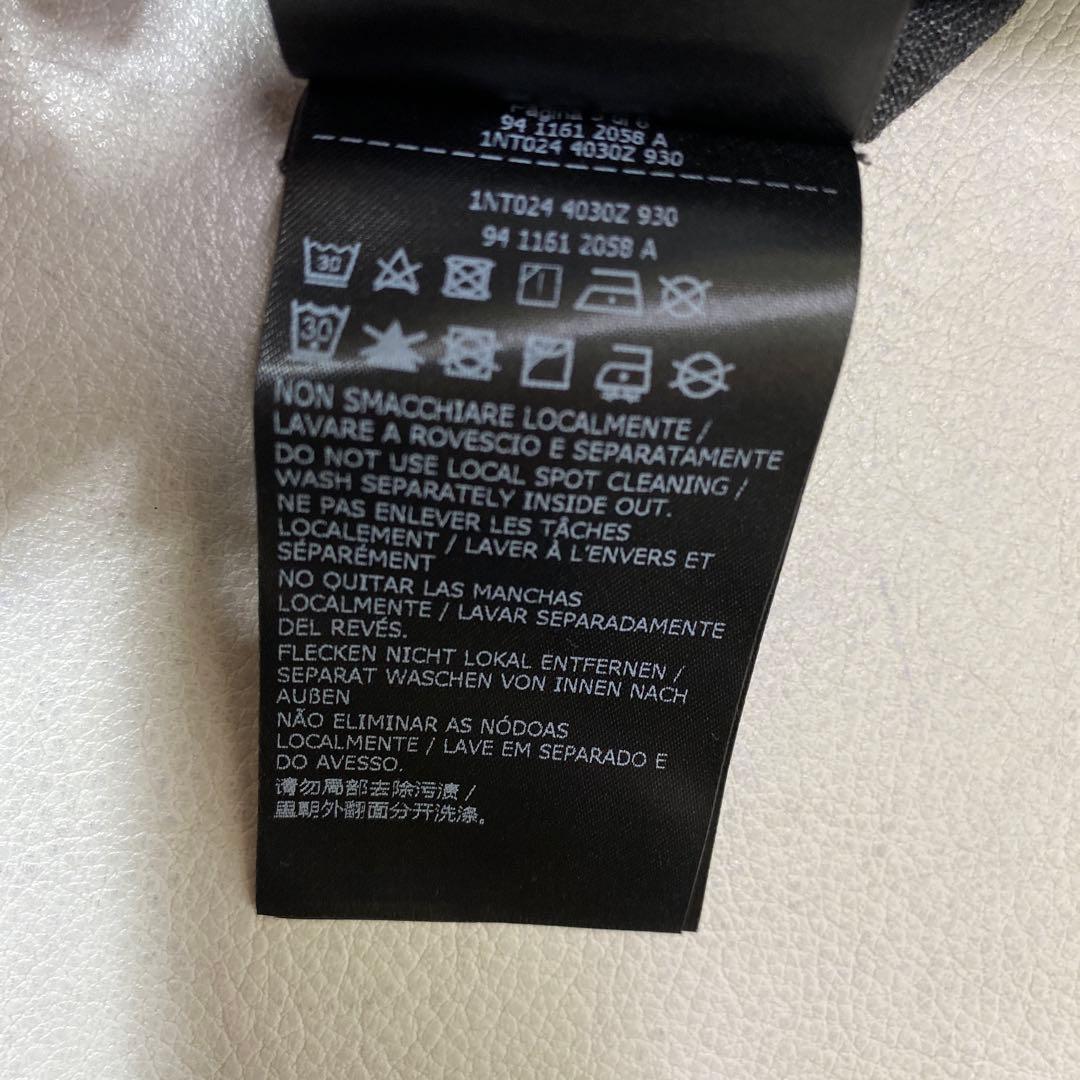 Pagina
94 1161 2058 A
1NT024 4030Z 930
1NT024 4030Z 930
94 1161 2058 A
30
30
NON SMACCHIARE LOCALMENTE /
LAVARE A ROVESCIO E SEPARATAMENTE
DO NOT USE LOCAL SPOT CLEANING /
WASH SEPARATELY INSIDE OUT.
NE PAS ENLEVER LES TÂCHES
LOCALEMENT / LAVER À L'ENVERS ET
SÉPARÉMENT
NO QUITAR LAS MANCHAS
LOCALMENTE / LAVAR SEPARADAMENTE
DEL REVÉS.
FLECKEN NICHT LOKAL ENTFERNEN /
SEPARAT WASCHEN VON INNEN NACH
AUßEN
NÃO ELIMINAR AS NÓDOAS
LOCALMENTE / LAVE EM SEPARADO E
DO AVESSO.
请勿局部去除污渍 /
里朝外翻面分开洗涤。